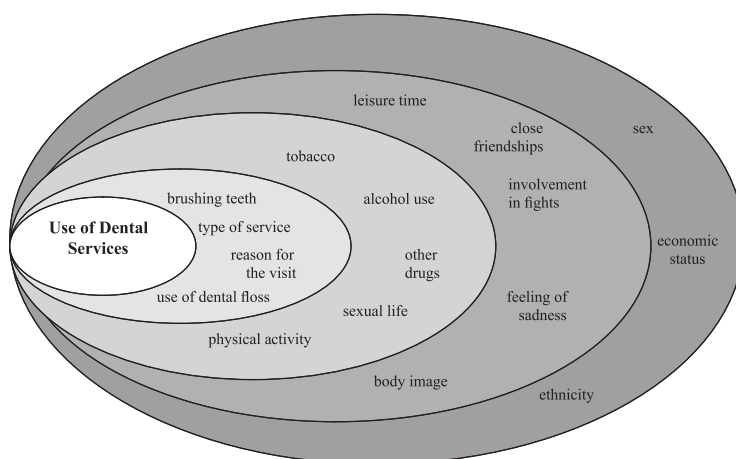 leisure time
close
friendships
sex
tobacco
involvement
in fights
brushing teeth
alcohol use
Use of Dental
Services
type of service
reason for
the visit
other
drugs
economic
status
use of dental floss
sexual life
feeling of
sadness
physical activity
body image
ethnicity